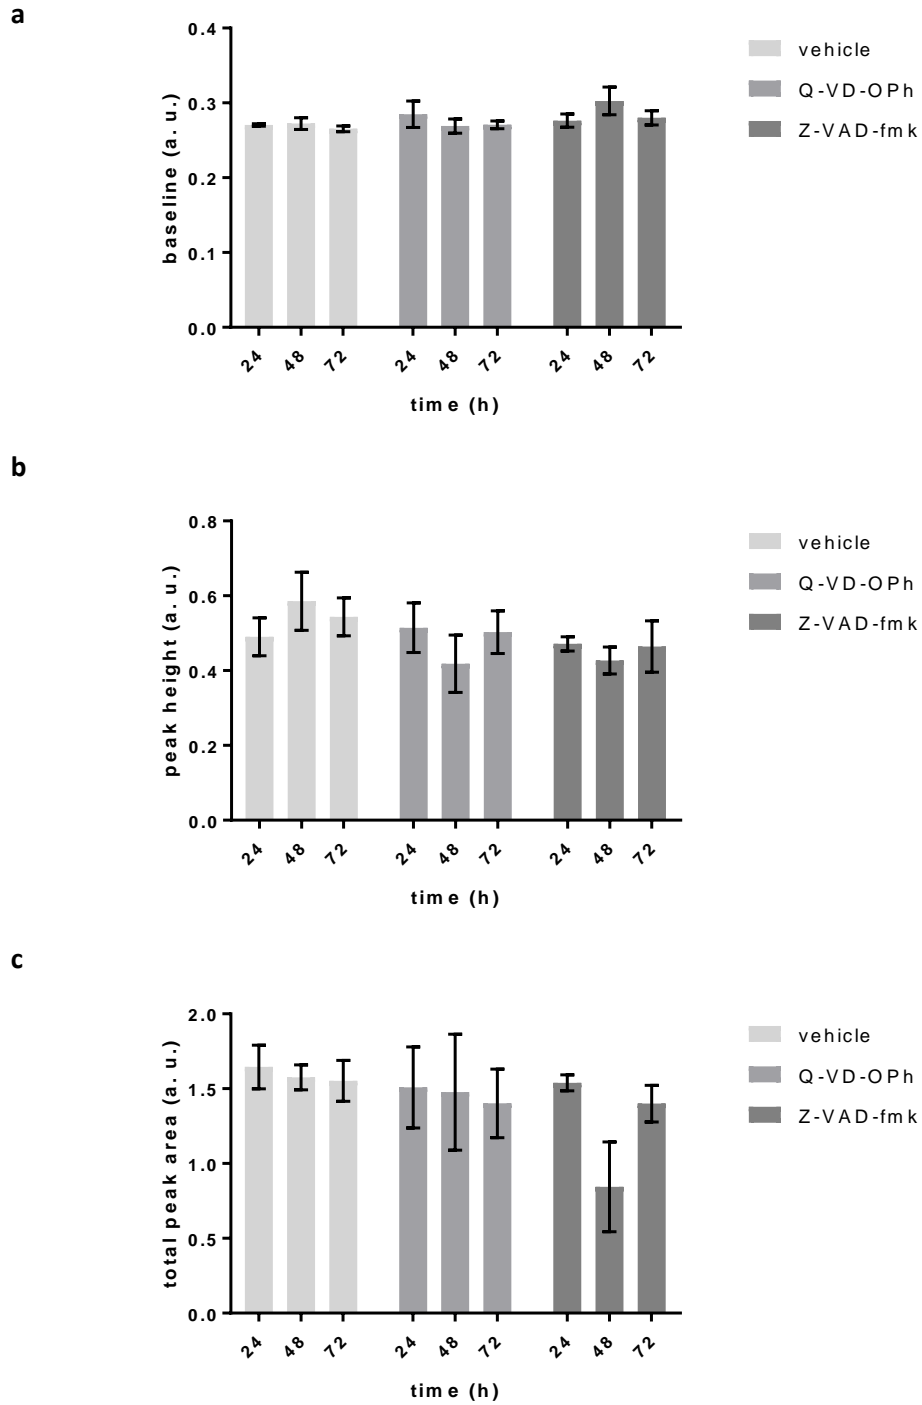 a
0.4
0.3
0.2
0.1
0.0
baseline (a. u.)
24 48 72 24 48 72 24 48 72
time (h)
vehicle
Q-VD-OPh
Z-VAD-fmk
b
0.8
0.6
0.4
0.2
0.0
peak height (a. u.)
24 48 72 24 48 72 24 48 72
time (h)
vehicle
Q-VD-OPh
Z-VAD-fmk
c
2.0
1.5
1.0
0.5
0.0
total peak area (a. u.)
24 48 72 24 48 72 24 48 72
time (h)
vehicle
Q-VD-OPh
Z-VAD-fmk